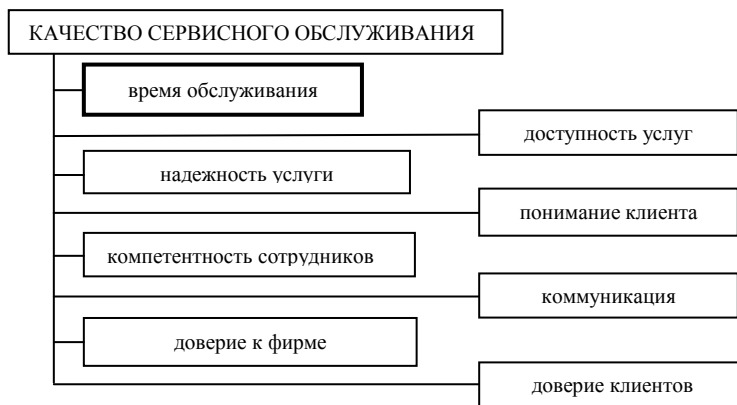 КАЧЕСТВО СЕРВИСНОГО ОБСЛУЖИВАНИЯ
время обслуживания
доступность услуг
надежность услуги
понимание клиента
компетентность сотрудников
коммуникация
доверие к фирме
доверие клиентов